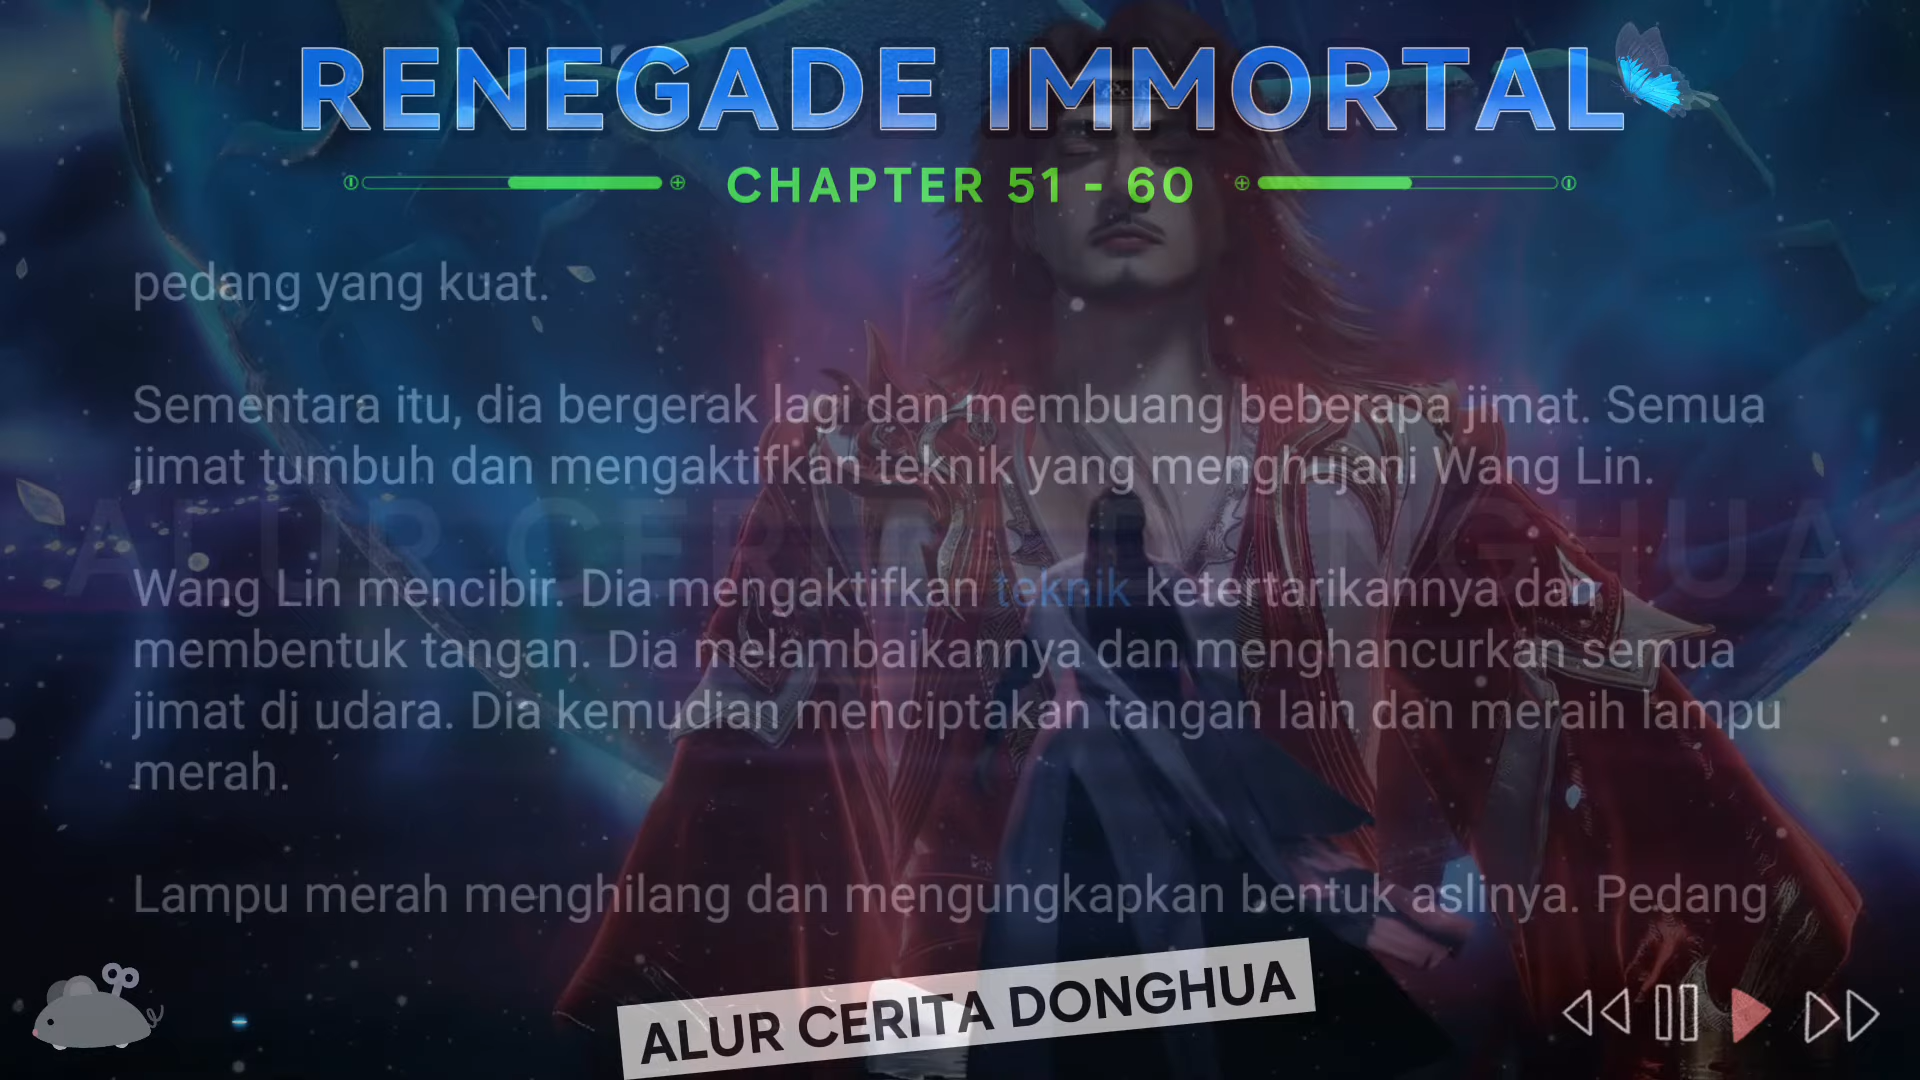 RENEGADE IMMORTAL
CHAPTER 51 - 60
pedang yang kuat.
Sementara itu, dia bergerak lagi dan membuang beberapa jimat. Semua
jimat tumbuh dan mengaktifkan teknik yang menghujani Wang Lin.
ALUR CERITA DONGHUA
Wang Lin mencibir. Dia mengaktifkan teknik ketertarikannya dan
membentuk tangan. Dia melambaikannya dan menghancurkan semua
jimat di udara. Dia kemudian menciptakan tangan lain dan meraih lampu
merah.
Lampu merah menghilang dan mengungkapkan bentuk aslinya. Pedang
ALUR CERITA DONGHUA